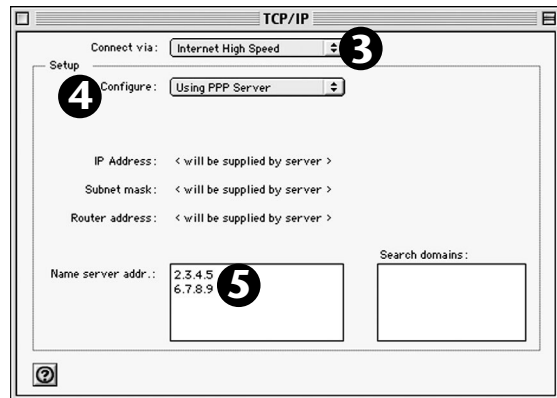 TCP/IP
Connect via: Internet High Speed 3
Setup
4 Configure: Using PPP Server
IP Address: < will be supplied by server >
Subnet mask: < will be supplied by server >
Router address: < will be supplied by server >
Search domains:
Name server addr.: 2.3.4.5
6.7.8.9 5
?